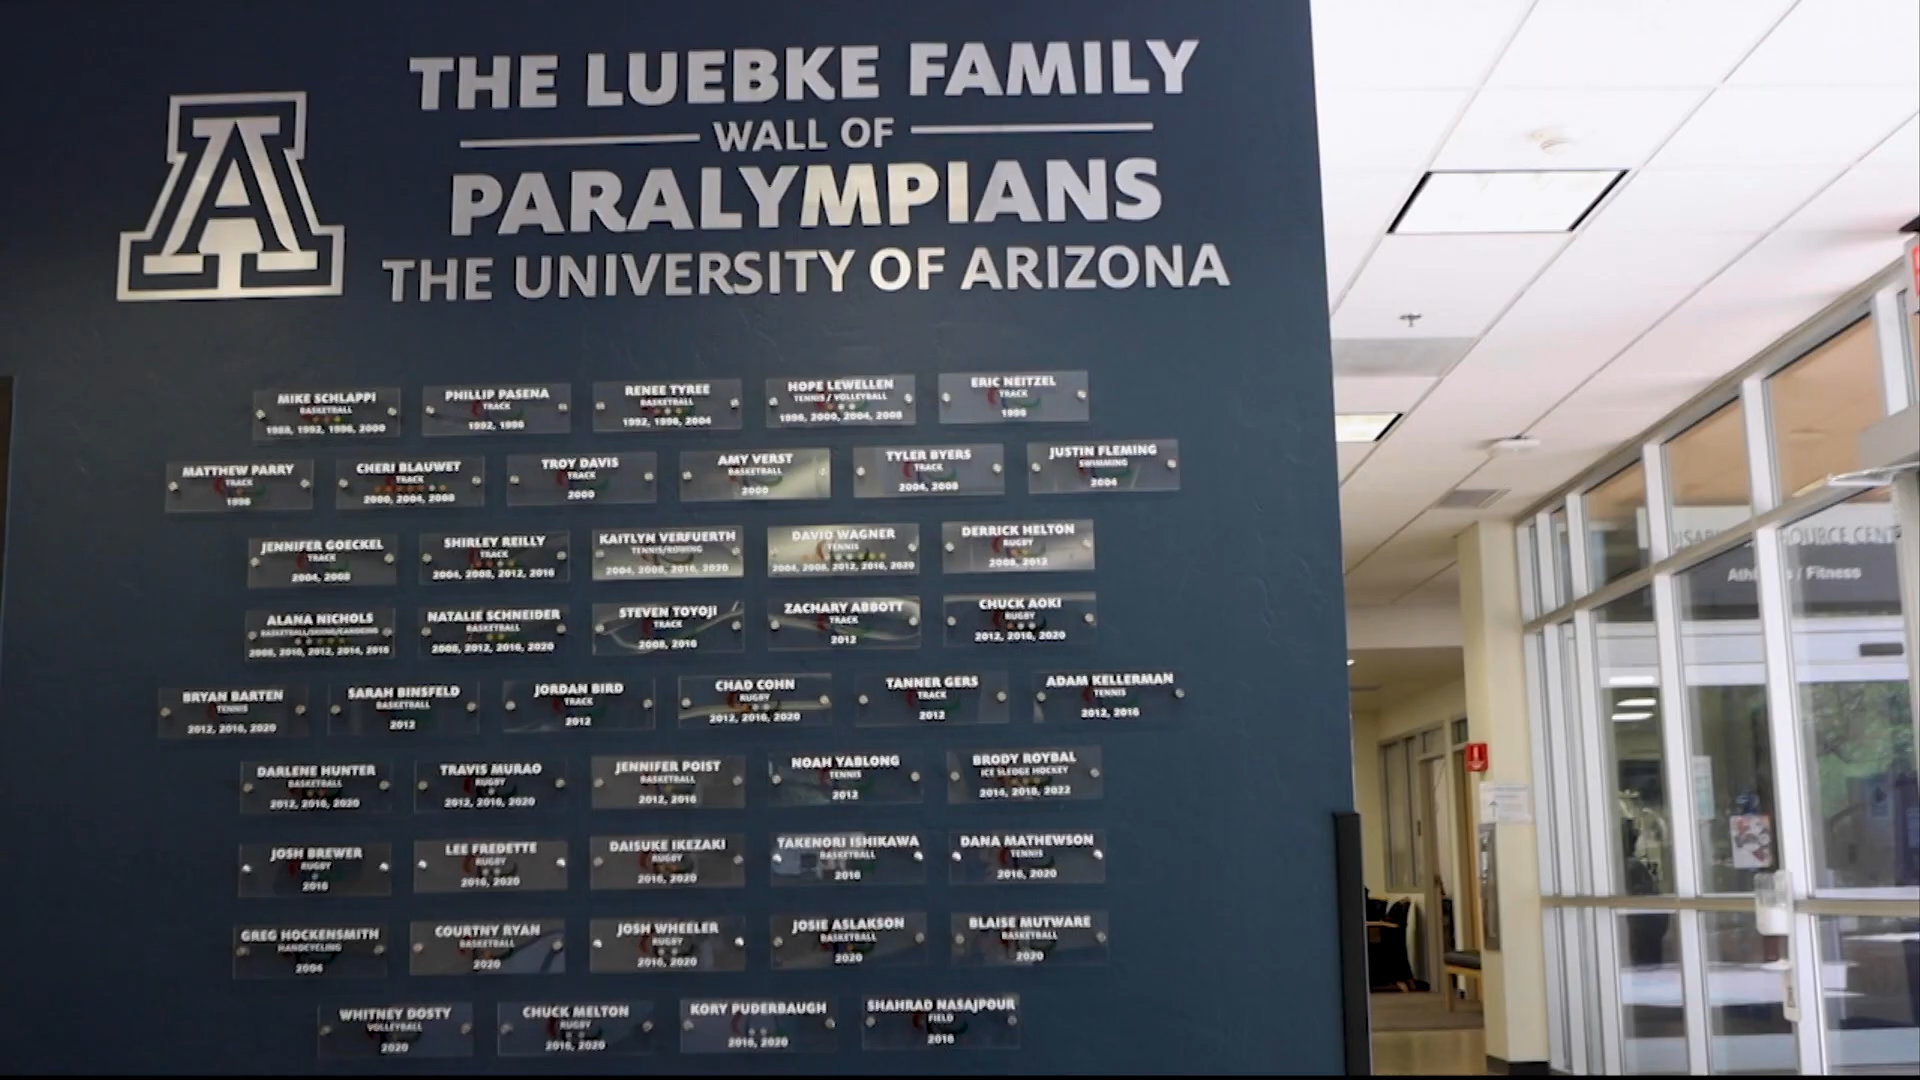 THE LUEBKE FAMILY
WALL OF
PARALYMPIANS
THE UNIVERSITY OF ARIZONA
A
MIKE SCHLAPPI
BASKETBALL
1988, 1992, 1996, 2000
PHILLIP PASENA
TRACK
1992, 1996
RENEE TYREE
BASKETBALL
1992, 1996, 2004
HOPE LEWELLEN
TENNIS / VOLLEYBALL
1996, 2000, 2004, 2008
ERIC NEITZEL
TRACK
1996
MATTHEW PARRY
TRACK
1996
CHERI BLAUWET
TRACK
2000, 2004, 2008
TROY DAVIS
TRACK
2000
AMY VERST
BASKETBALL
2000
TYLER BYERS
TRACK
2004, 2008
JUSTIN FLEMING
SWIMMING
2004
JENNIFER GOECKEL
TRACK
2004, 2008
SHIRLEY REILLY
TRACK
2004, 2008, 2012, 2016
KAITLYN VERFUERTH
TENNIS/ROWING
2004, 2008, 2016, 2020
DAVID WAGNER
TENNIS
2004, 2008, 2012, 2016, 2020
DERRICK HELTON
RUGBY
2008, 2012
ALANA NICHOLS
BASKETBALL/SKIING/CANOEING
2008, 2010, 2012, 2014, 2016
NATALIE SCHNEIDER
BASKETBALL
2008, 2012, 2016, 2020
STEVEN TOYOJI
TRACK
2008, 2016
ZACHARY ABBOTT
TRACK
2012
CHUCK AOKI
RUGBY
2012, 2016, 2020
BRYAN BARTEN
TENNIS
2012, 2016, 2020
SARAH BINSFELD
BASKETBALL
2012
JORDAN BIRD
TRACK
2012
CHAD COHN
RUGBY
2012, 2016, 2020
TANNER GERS
TRACK
2012
ADAM KELLERMAN
TENNIS
2012, 2016
DARLENE HUNTER
BASKETBALL
2012, 2016, 2020
TRAVIS MURAO
RUGBY
2012, 2016, 2020
JENNIFER POIST
BASKETBALL
2012, 2016
NOAH YABLONG
TENNIS
2012
BRODY ROYBAL
ICE SLEDGE HOCKEY
2014, 2018, 2022
JOSH BREWER
RUGBY
2016
LEE FREDETTE
RUGBY
2016, 2020
DAISUKE IKEZAKI
RUGBY
2016, 2020
TAKENORI ISHIKAWA
BASKETBALL
2016
DANA MATHEWSON
TENNIS
2016, 2020
GREG HOCKENSMITH
HANDCYCLING
2004
COURTNY RYAN
BASKETBALL
2020
JOSH WHEELER
RUGBY
2016, 2020
JOSIE ASLAKSON
BASKETBALL
2020
BLAISE MUTWARE
BASKETBALL
2020
WHITNEY DOSTY
VOLLEYBALL
2020
CHUCK MELTON
RUGBY
2016, 2020
KORY PUDERBAUGH
2016, 2020
SHAHRAD NASAJPOUR
FIELD
2016
/ Fitness